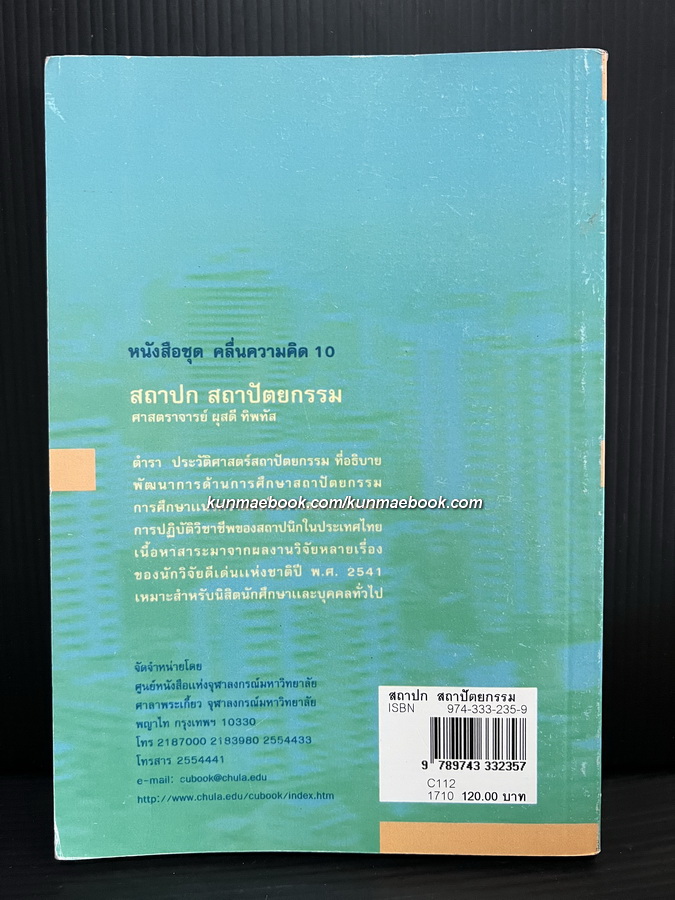 หนังสือชุด คลื่นความคิด 10
สถาปก สถาปัตยกรรม
ศาสตราจารย์ ผุสดี ทิพทัส
ตำรา ประวัติศาสตร์สถาปัตยกรรม ที่อธิบาย
พัฒนาการด้านการศึกษาสถาปัตยกรรม
kunmaebook.com/kunmaebook.com
การศึกษา
การปฏิบัติวิชาชีพของสถาปนิกในประเทศไทย
เนื้อหาสาระมาจากผลงานวิจัยหลายเรื่อง
ของนักวิจัยดีเด่นแห่งชาติปี พ.ศ. 2541
เหมาะสำหรับนิสิตนักศึกษาและบุคคลทั่วไป
จัดจำหน่ายโดย
ศูนย์หนังสือแห่งจุฬาลงกรณ์มหาวิทยาลัย
ศาลาพระเกี้ยว จุฬาลงกรณ์มหาวิทยาลัย
พญาไท กรุงเทพฯ 10330
โทร 2187000 2183980 2554433
โทรสาร 2554441
e-mail: cubook@chula.edu
http://www.chula.edu/cubook/index.htm
สถาปก สถาปัตยกรรม
ISBN 974-333-235-9
9 789743 332357
C112
1710 120.00 บาท